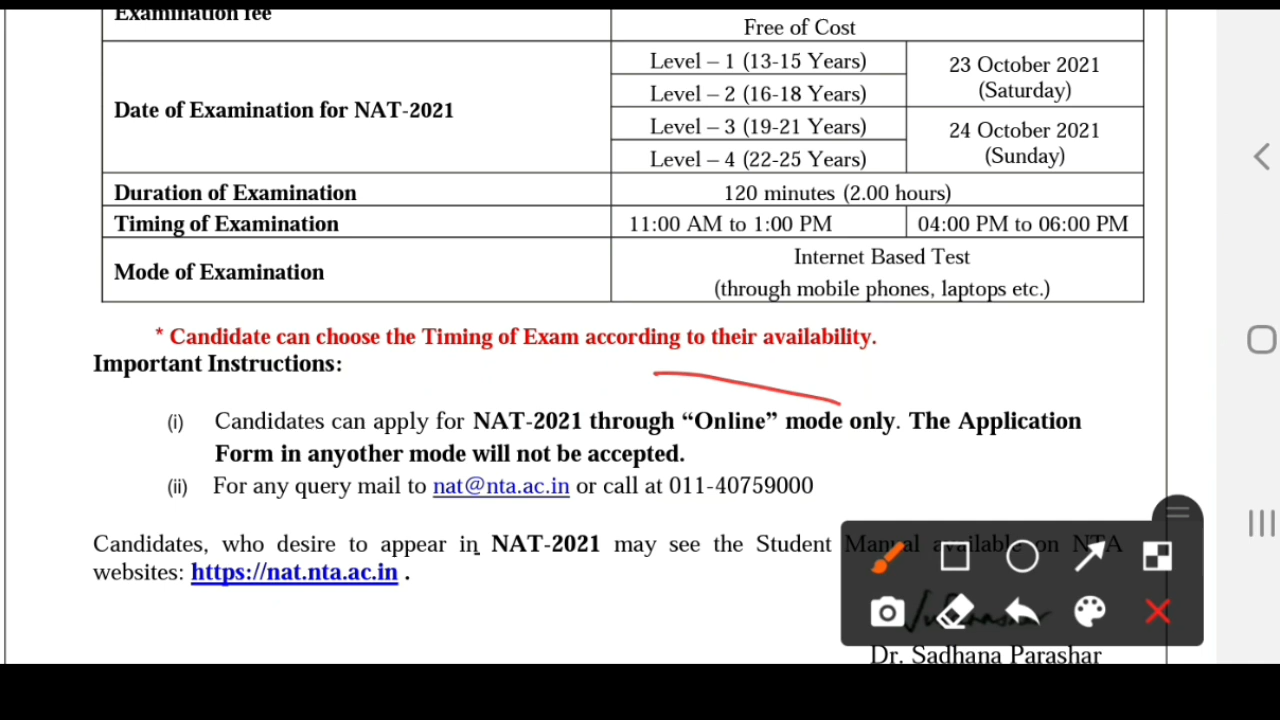 Examination fee
Free of Cost
Date of Examination for NAT-2021
Level – 1 (13-15 Years)
Level – 2 (16-18 Years)
23 October 2021
(Saturday)
Level – 3 (19-21 Years)
Level – 4 (22-25 Years)
24 October 2021
(Sunday)
Duration of Examination
120 minutes (2.00 hours)
Timing of Examination
11:00 AM to 1:00 PM
04:00 PM to 06:00 PM
Mode of Examination
Internet Based Test
(through mobile phones, laptops etc.)
* Candidate can choose the Timing of Exam according to their availability.
Important Instructions:
(i) Candidates can apply for NAT-2021 through “Online” mode only. The Application
Form in anyother mode will not be accepted.
(ii) For any query mail to nat@nta.ac.in or call at 011-40759000
Candidates, who desire to appear in NAT-2021 may see the Student Manual available on NTA
websites: https://nat.nta.ac.in .
Dr. Sadhana Parashar